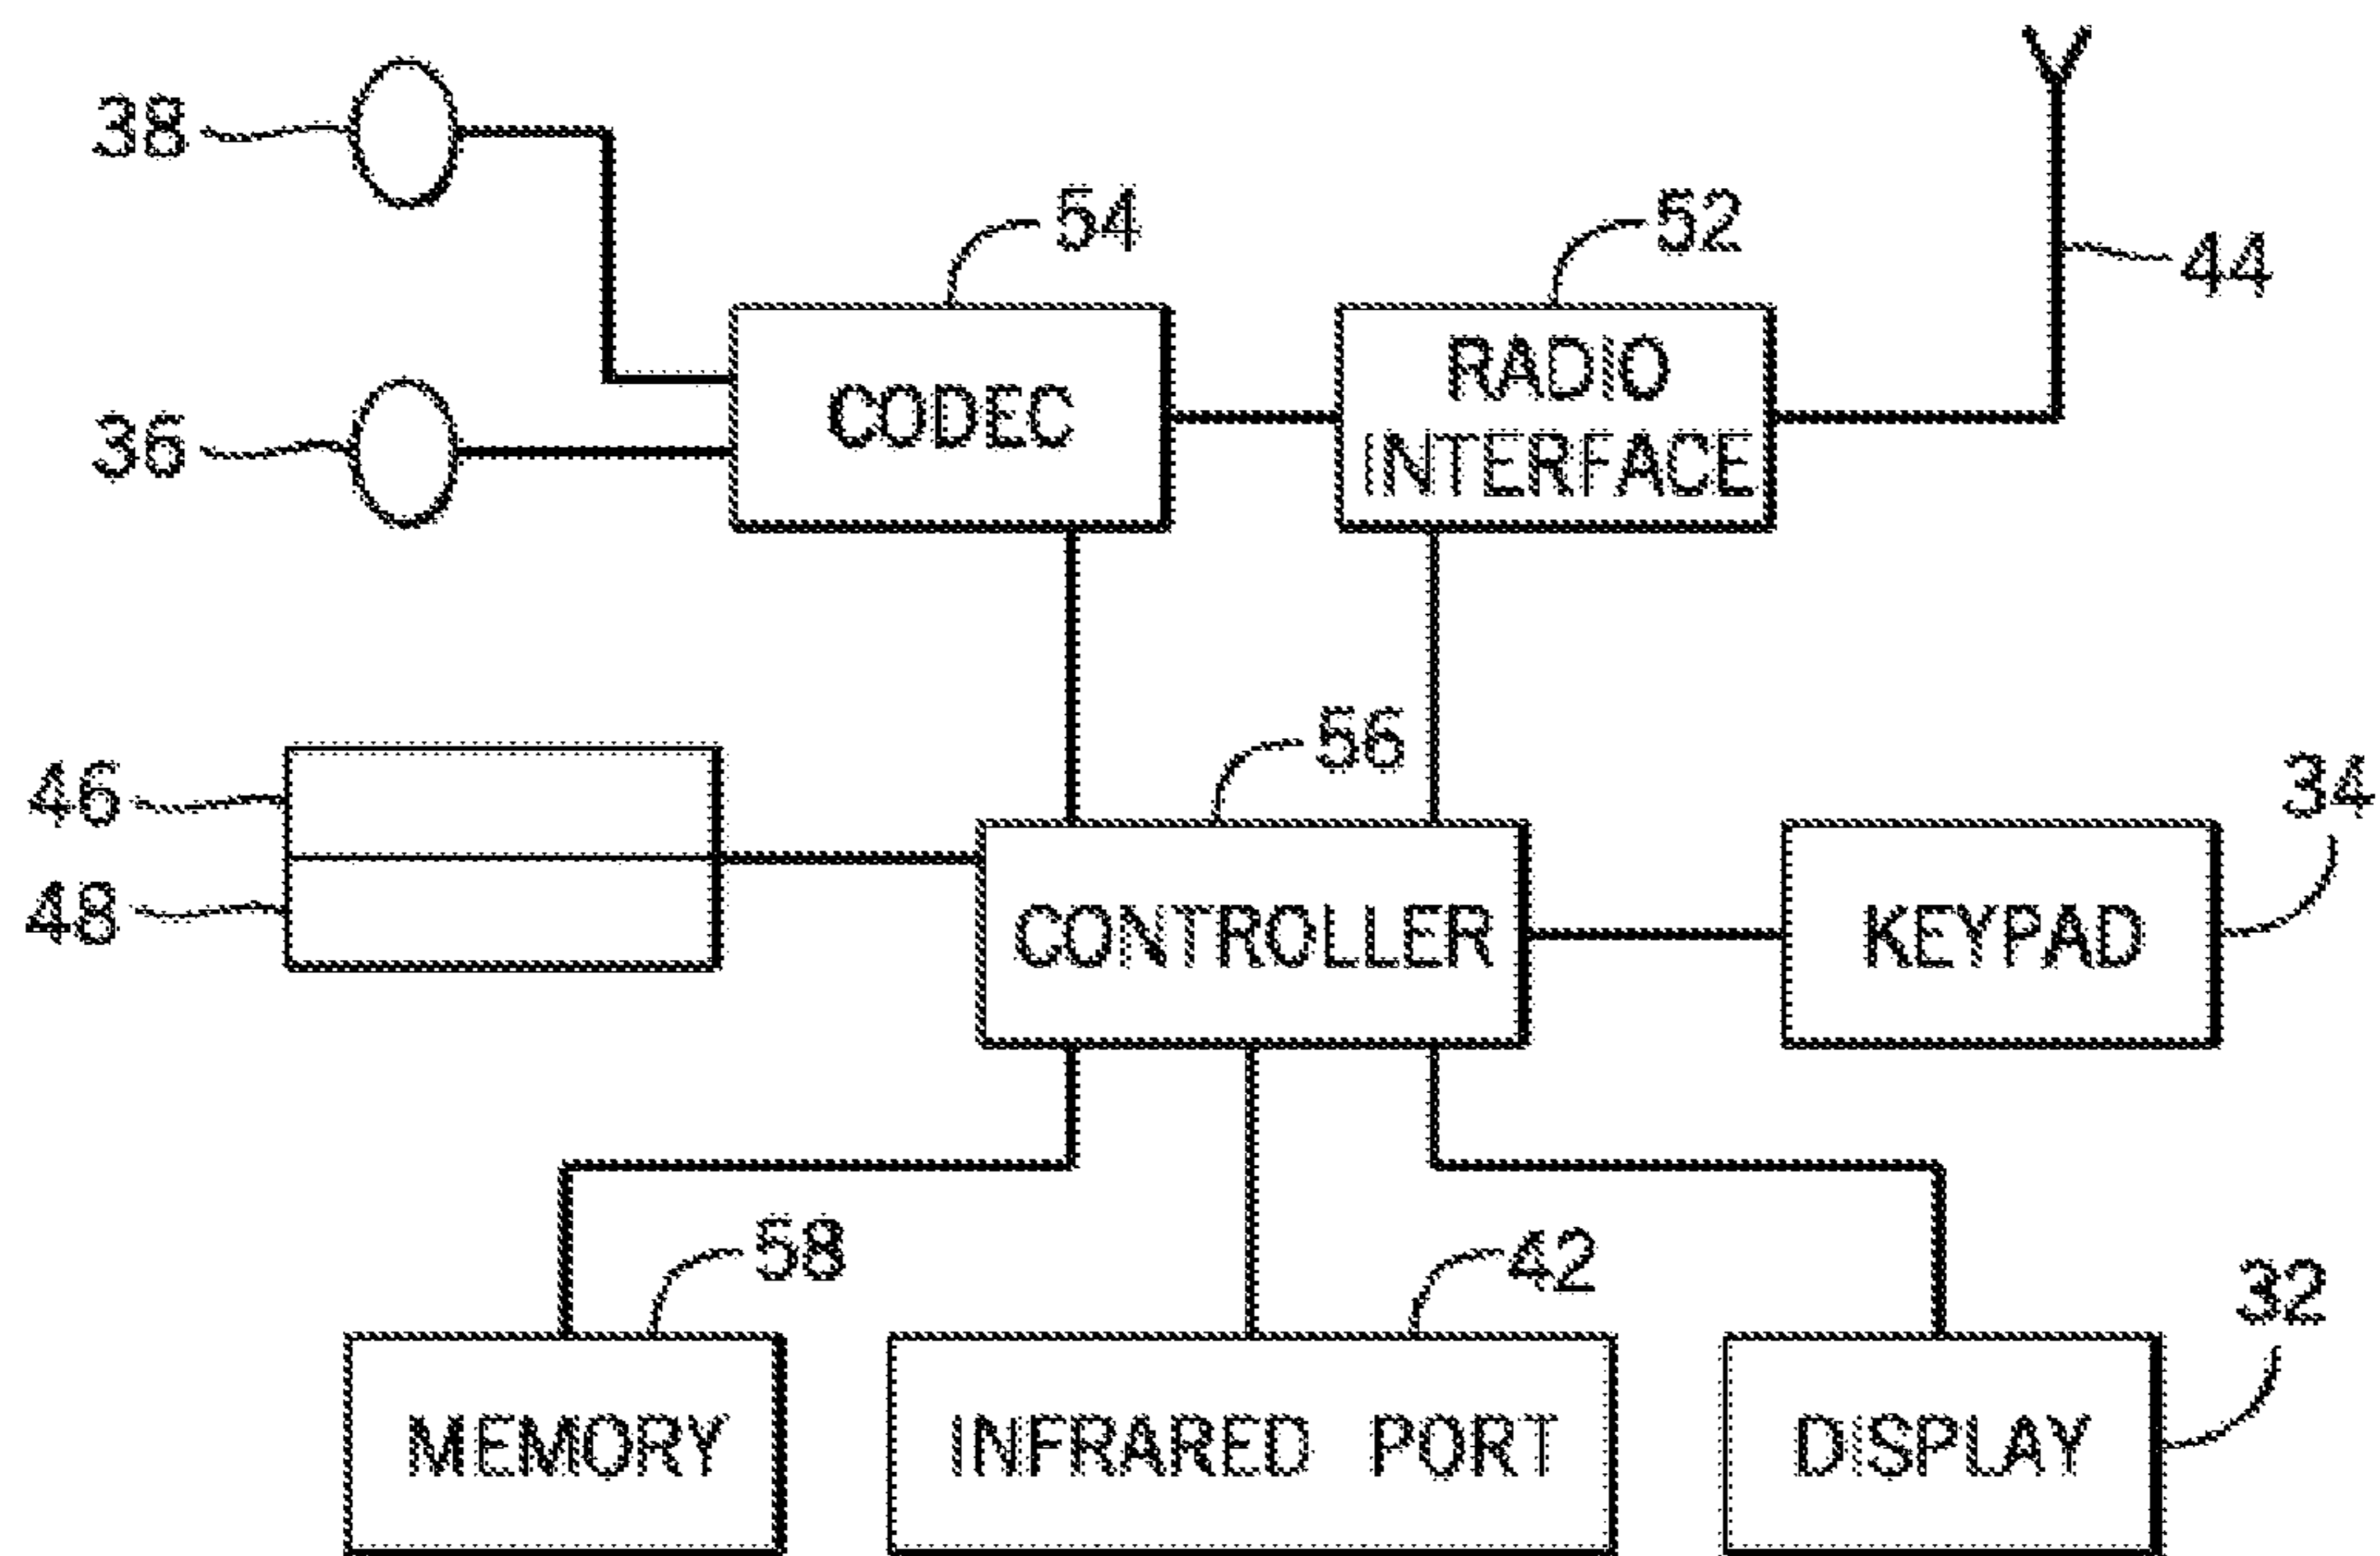 38
54
52
44
RADIO
CODEC
INTERFACE
36
56
46
34
48
CONTROLLER
KEYPAD
58
42
32
MEMORY
INFRARED PORT
DISPLAY